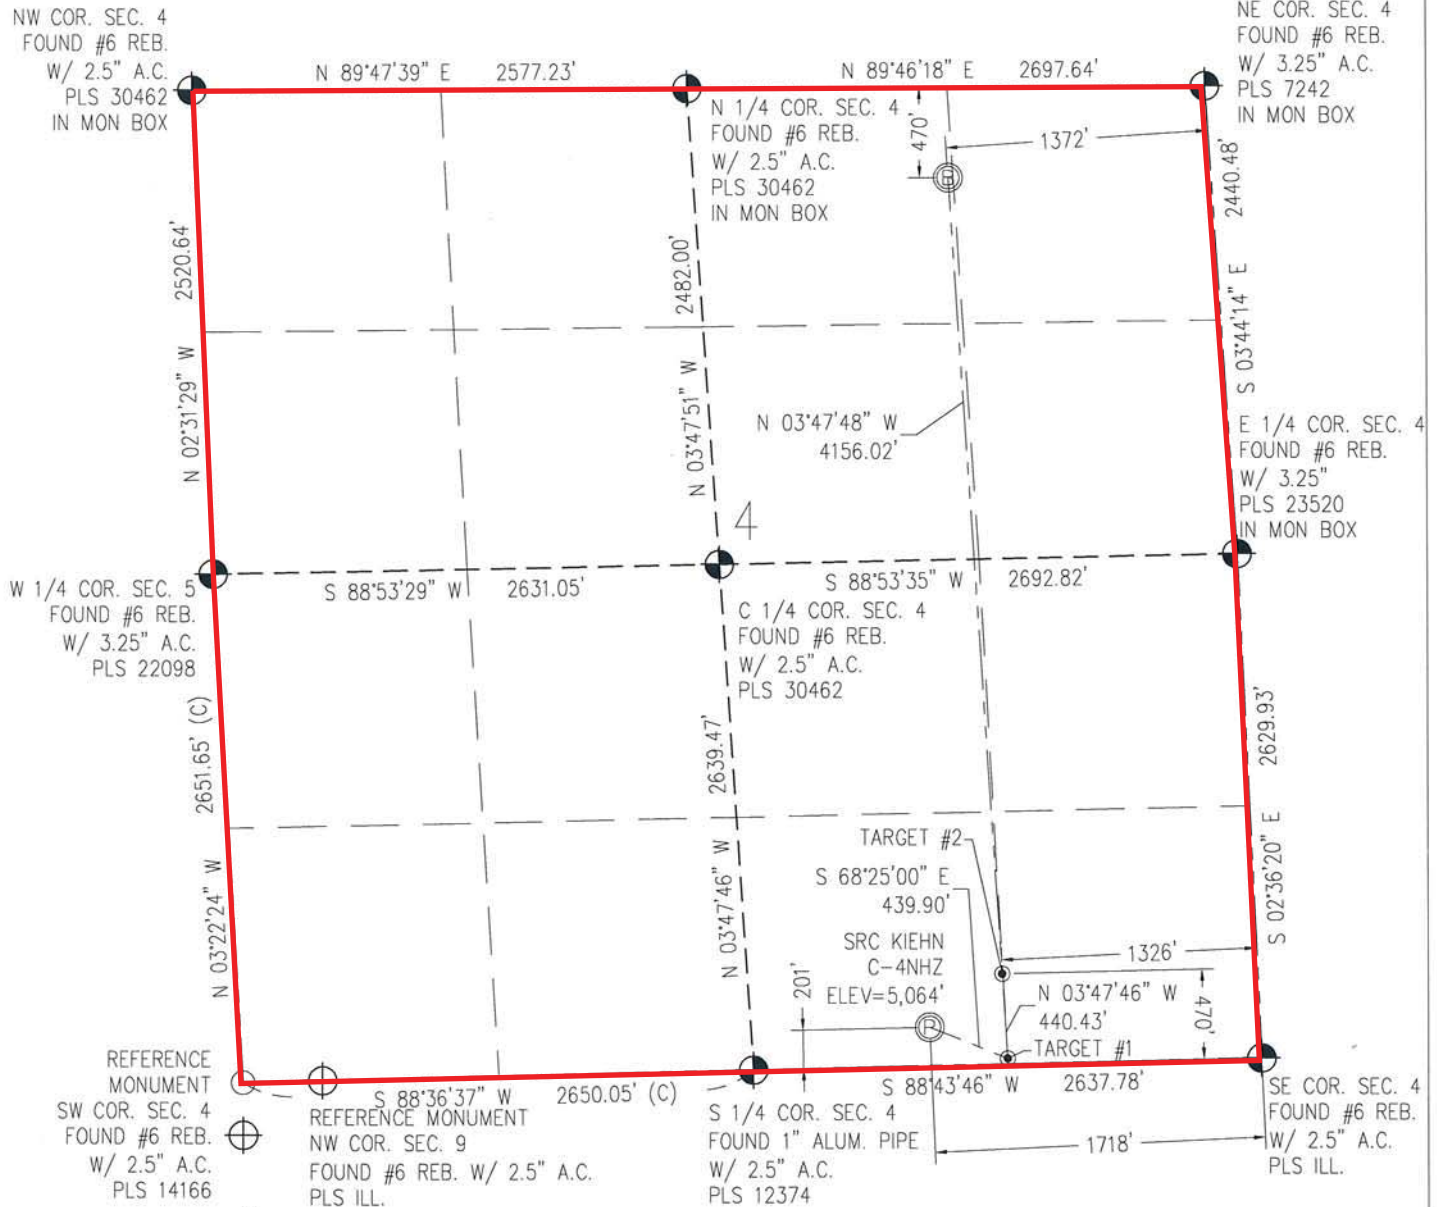 NW COR. SEC. 4
FOUND #6 REB.
W/ 2.5" A.C.
PLS 30462
IN MON BOX
N 89°47'39" E 2577.23'
N 89°46'18" E 2697.64'
NE COR. SEC. 4
FOUND #6 REB.
W/ 3.25" A.C.
PLS 7242
IN MON BOX
N 1/4 COR. SEC. 4
FOUND #6 REB.
W/ 2.5" A.C.
PLS 30462
IN MON BOX
470'
1372'
B
2440.48'
S 03°44'14" E
2520.64'
N 02°31'29" W
2482.00'
N 03°47'51" W
N 03°47'48" W
4156.02'
E 1/4 COR. SEC. 4
FOUND #6 REB.
W/ 3.25"
PLS 23520
IN MON BOX
4
W 1/4 COR. SEC. 5
FOUND #6 REB.
W/ 3.25" A.C.
PLS 22098
S 88°53'29" W 2631.05'
S 88°53'35" W 2692.82'
C 1/4 COR. SEC. 4
FOUND #6 REB.
W/ 2.5" A.C.
PLS 30462
2651.65' (C)
N 03°22'24" W
2639.47'
N 03°47'46" W
2629.93'
S 02°36'20" E
TARGET #2
S 68°25'00" E
439.90'
SRC KIEHN
C-4NHZ
ELEV=5,064'
201'
P
1326'
N 03°47'46" W
440.43'
470'
TARGET #1
REFERENCE
MONUMENT
SW COR. SEC. 4
FOUND #6 REB.
W/ 2.5" A.C.
PLS 14166
S 88°36'37" W 2650.05' (C)
REFERENCE MONUMENT
NW COR. SEC. 9
FOUND #6 REB. W/ 2.5" A.C.
PLS ILL.
S 88°43'46" W 2637.78'
S 1/4 COR. SEC. 4
FOUND 1" ALUM. PIPE
W/ 2.5" A.C.
PLS 12374
1718'
SE COR. SEC. 4
FOUND #6 REB.
W/ 2.5" A.C.
PLS ILL.